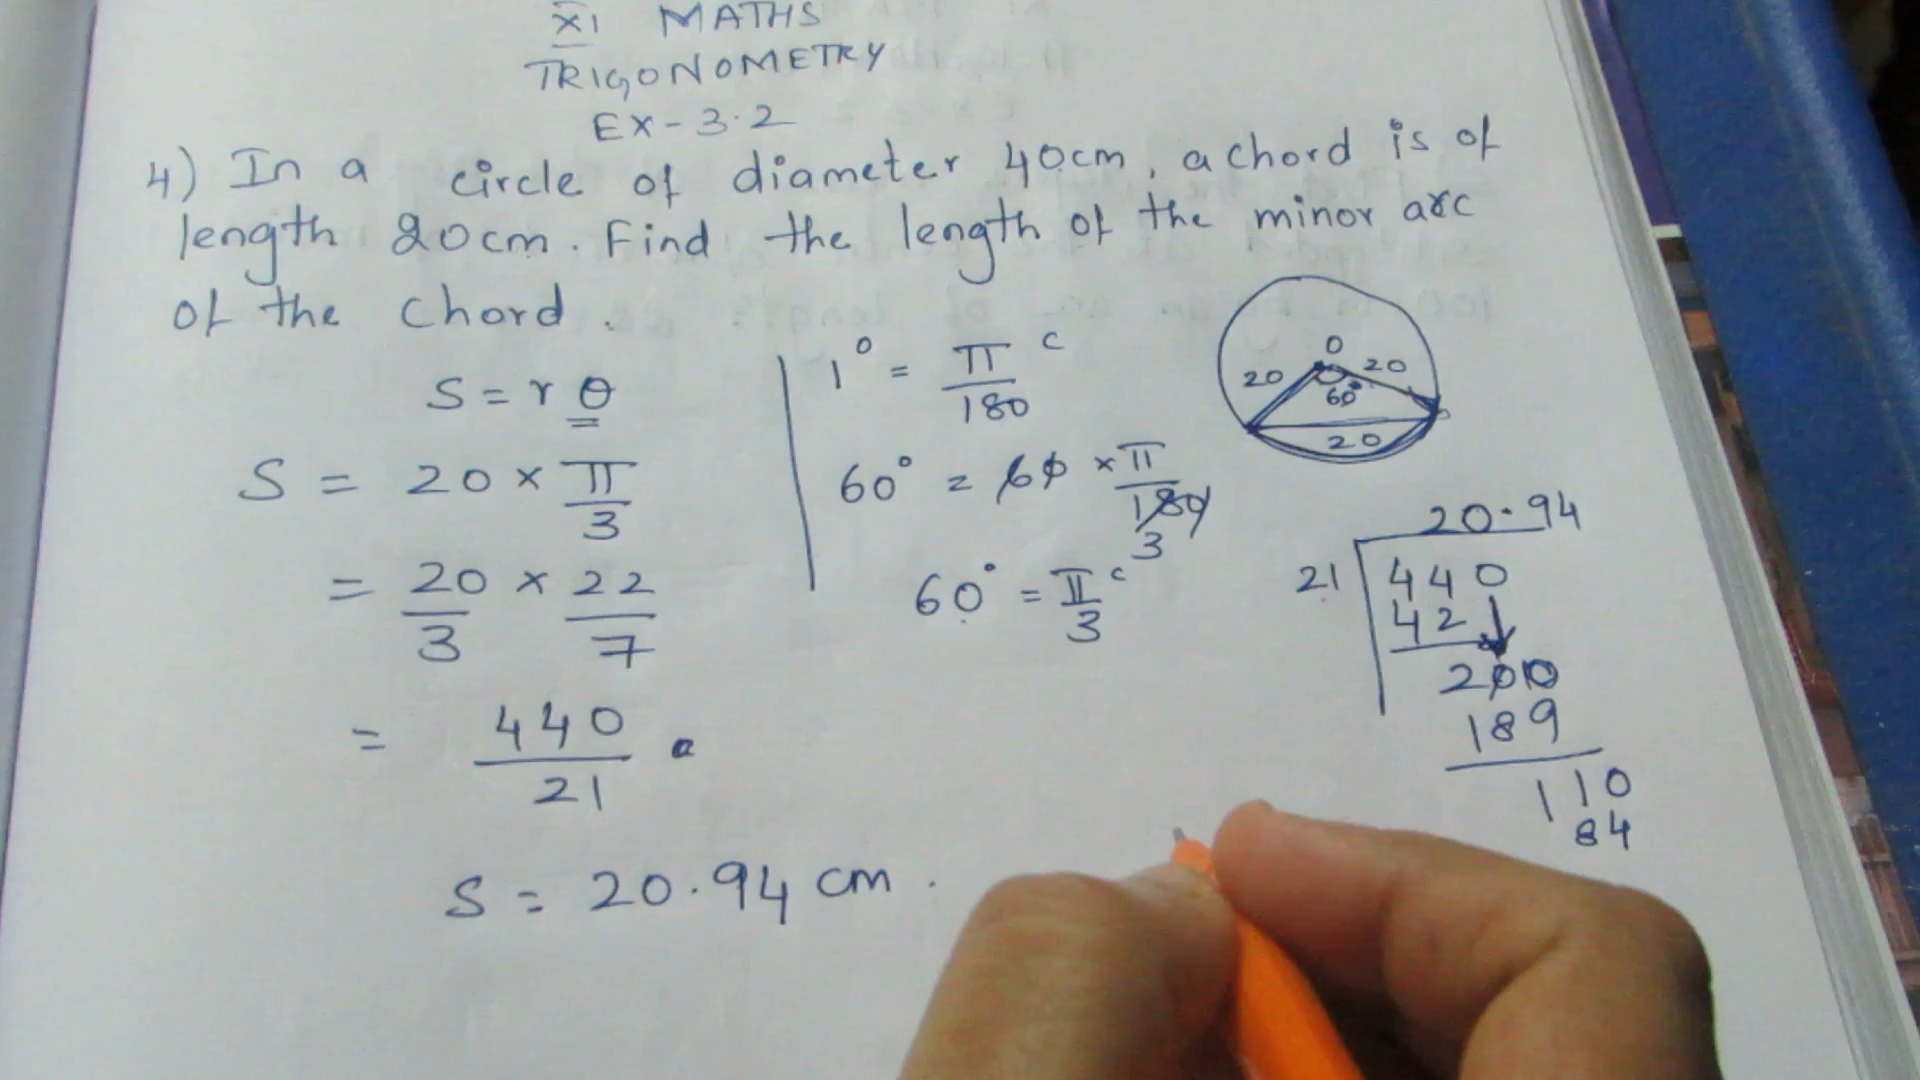 XI MATHS
TRIGONOMETRY
EX-3.2
4) In a circle of diameter 40cm, a chord is of
length 20cm. Find the length of the minor arc
of the chord.
S = r θ
S = 20 × π/3
= 20/3 × 22/7
= 440/21
S = 20.94 cm.
1° = π/180 c
60° = 60 × π/180
3
60° = π/3 c
O
20 20
60°
20
20.94
21 440
42
200
189
110
84